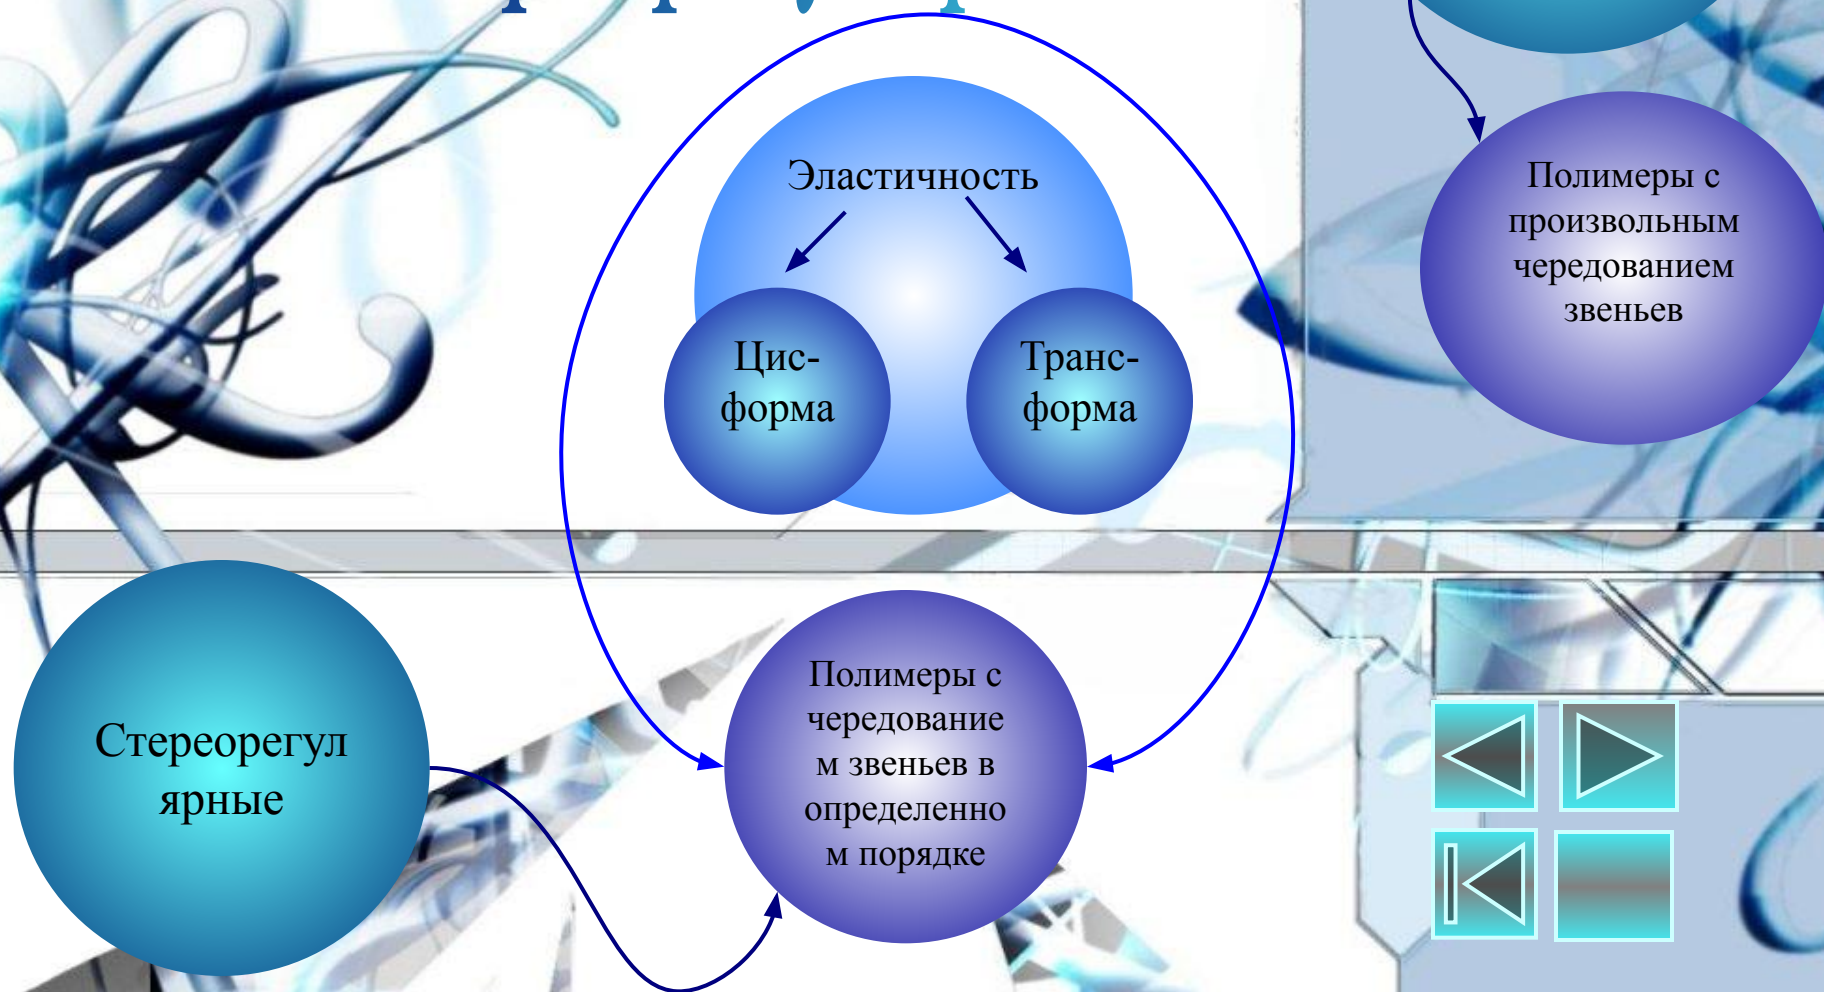 Эластичность
Цис-
форма
Транс-
форма
Полимеры с
произвольным
чередованием
звеньев
Стереорегул
ярные
Полимеры с
чередование
м звеньев в
определенно
м порядке